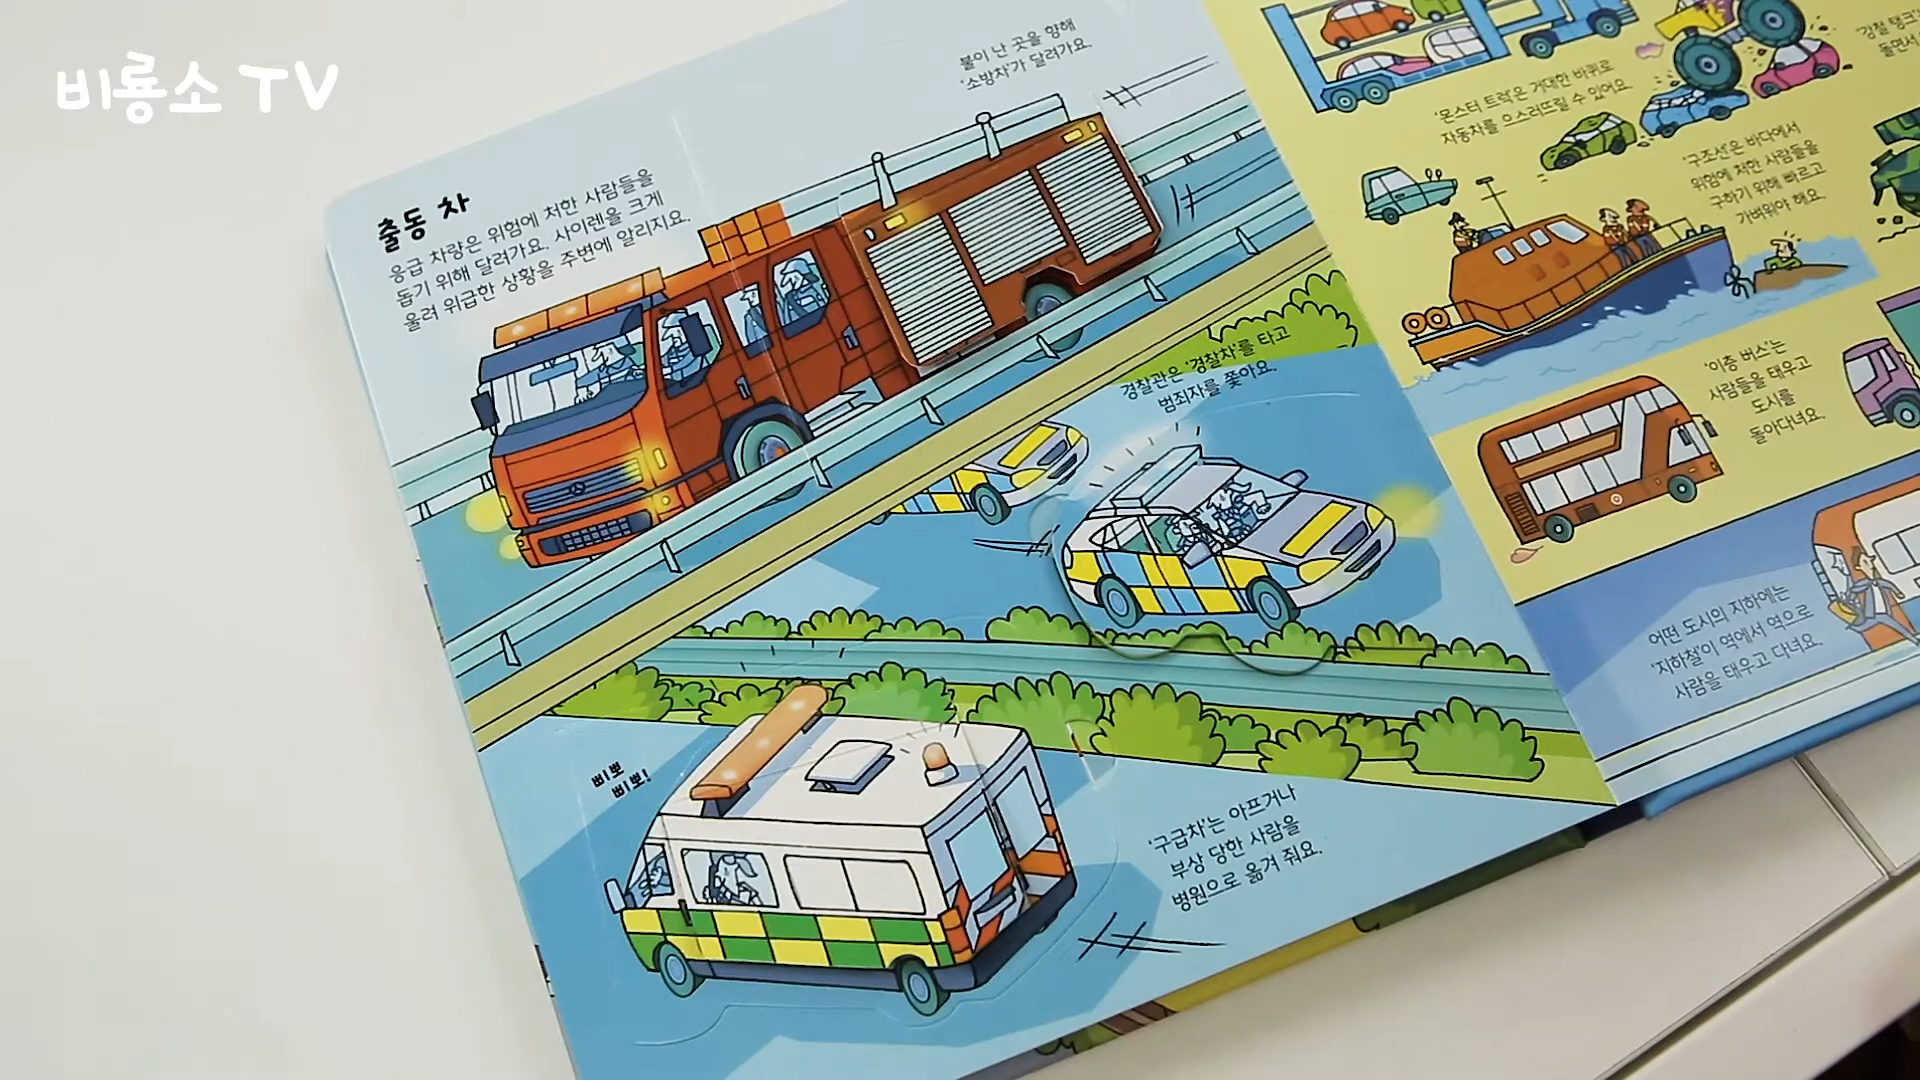 비룡소 TV
출동 차
응급 차량은 위험에 처한 사람들을
돕기 위해 달려가요. 사이렌을 크게
울려 위급한 상황을 주변에 알리지요.
불이 난 곳을 향해
'소방차'가 달려가요.
경찰관은 '경찰차'를 타고
범죄자를 쫓아요.
삐뽀
삐뽀!
'구급차'는 아프거나
부상 당한 사람을
병원으로 옮겨 줘요.
'몬스터 트럭'은 거대한 바퀴로
자동차를 으스러뜨릴 수 있어요.
'강철 탱크'
돌면서
'구조선'은 바다에서
위험에 처한 사람들을
구하기 위해 빠르고
가벼워야 해요.
'이층 버스'는
사람들을 태우고
도시를
돌아다녀요.
어떤 도시의 지하에는
'지하철'이 역에서 역으로
사람을 태우고 다녀요.